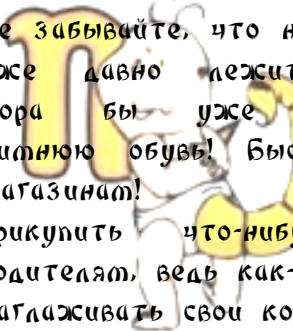 е забывайте, что н
же давно лежит
ора бы уже
имнюю обувь! Быс
агазинам!
рикупить что-нибу
одителям, ведь как-
аглаживать свои ко